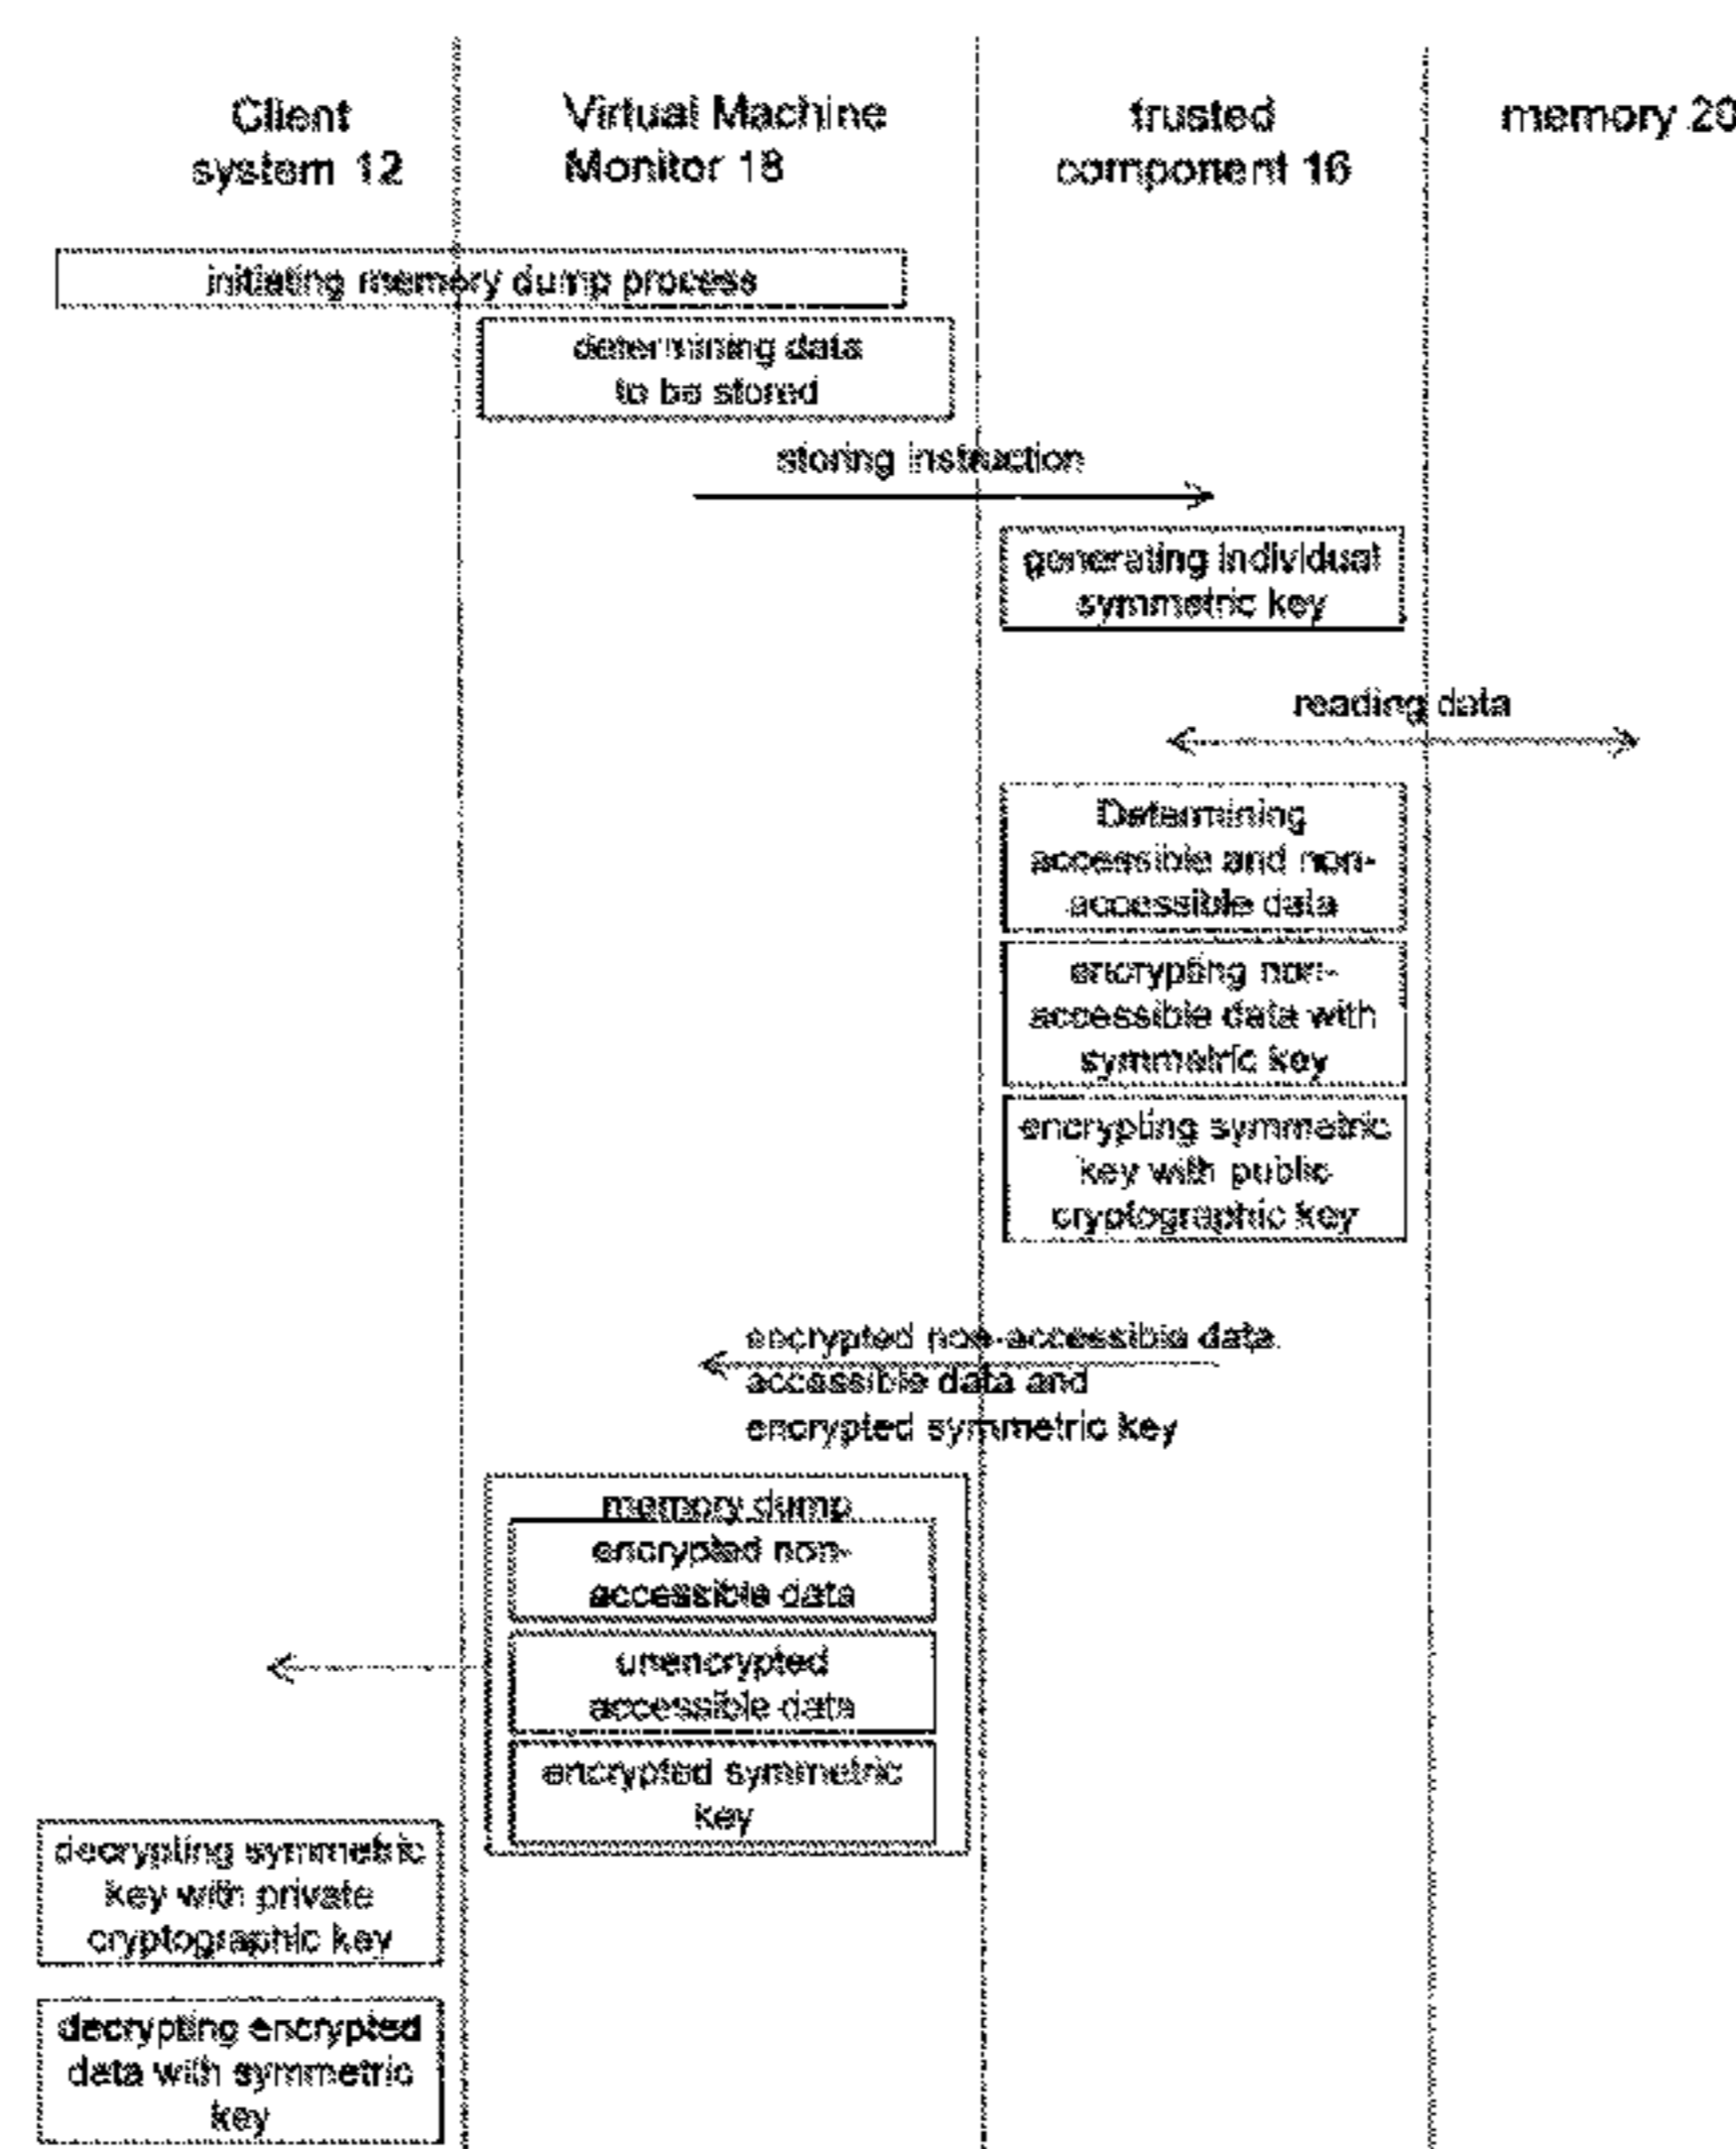 Client
system 12
Virtual Machine
Monitor 18
trusted
component 16
memory 20
initiating memory dump process
determining data
to be stored
storing instruction
generating individual
symmetric key
reading data
Determining
accessible and non-
accessible data
encrypting non-
accessible data with
symmetric key
encrypting symmetric
key with public
cryptographic key
encrypted non-accessible data,
accessible data and
encrypted symmetric key
memory dump
encrypted non-
accessible data
unencrypted
accessible data
encrypted symmetric
key
decrypting symmetric
key with private
cryptographic key
decrypting encrypted
data with symmetric
key